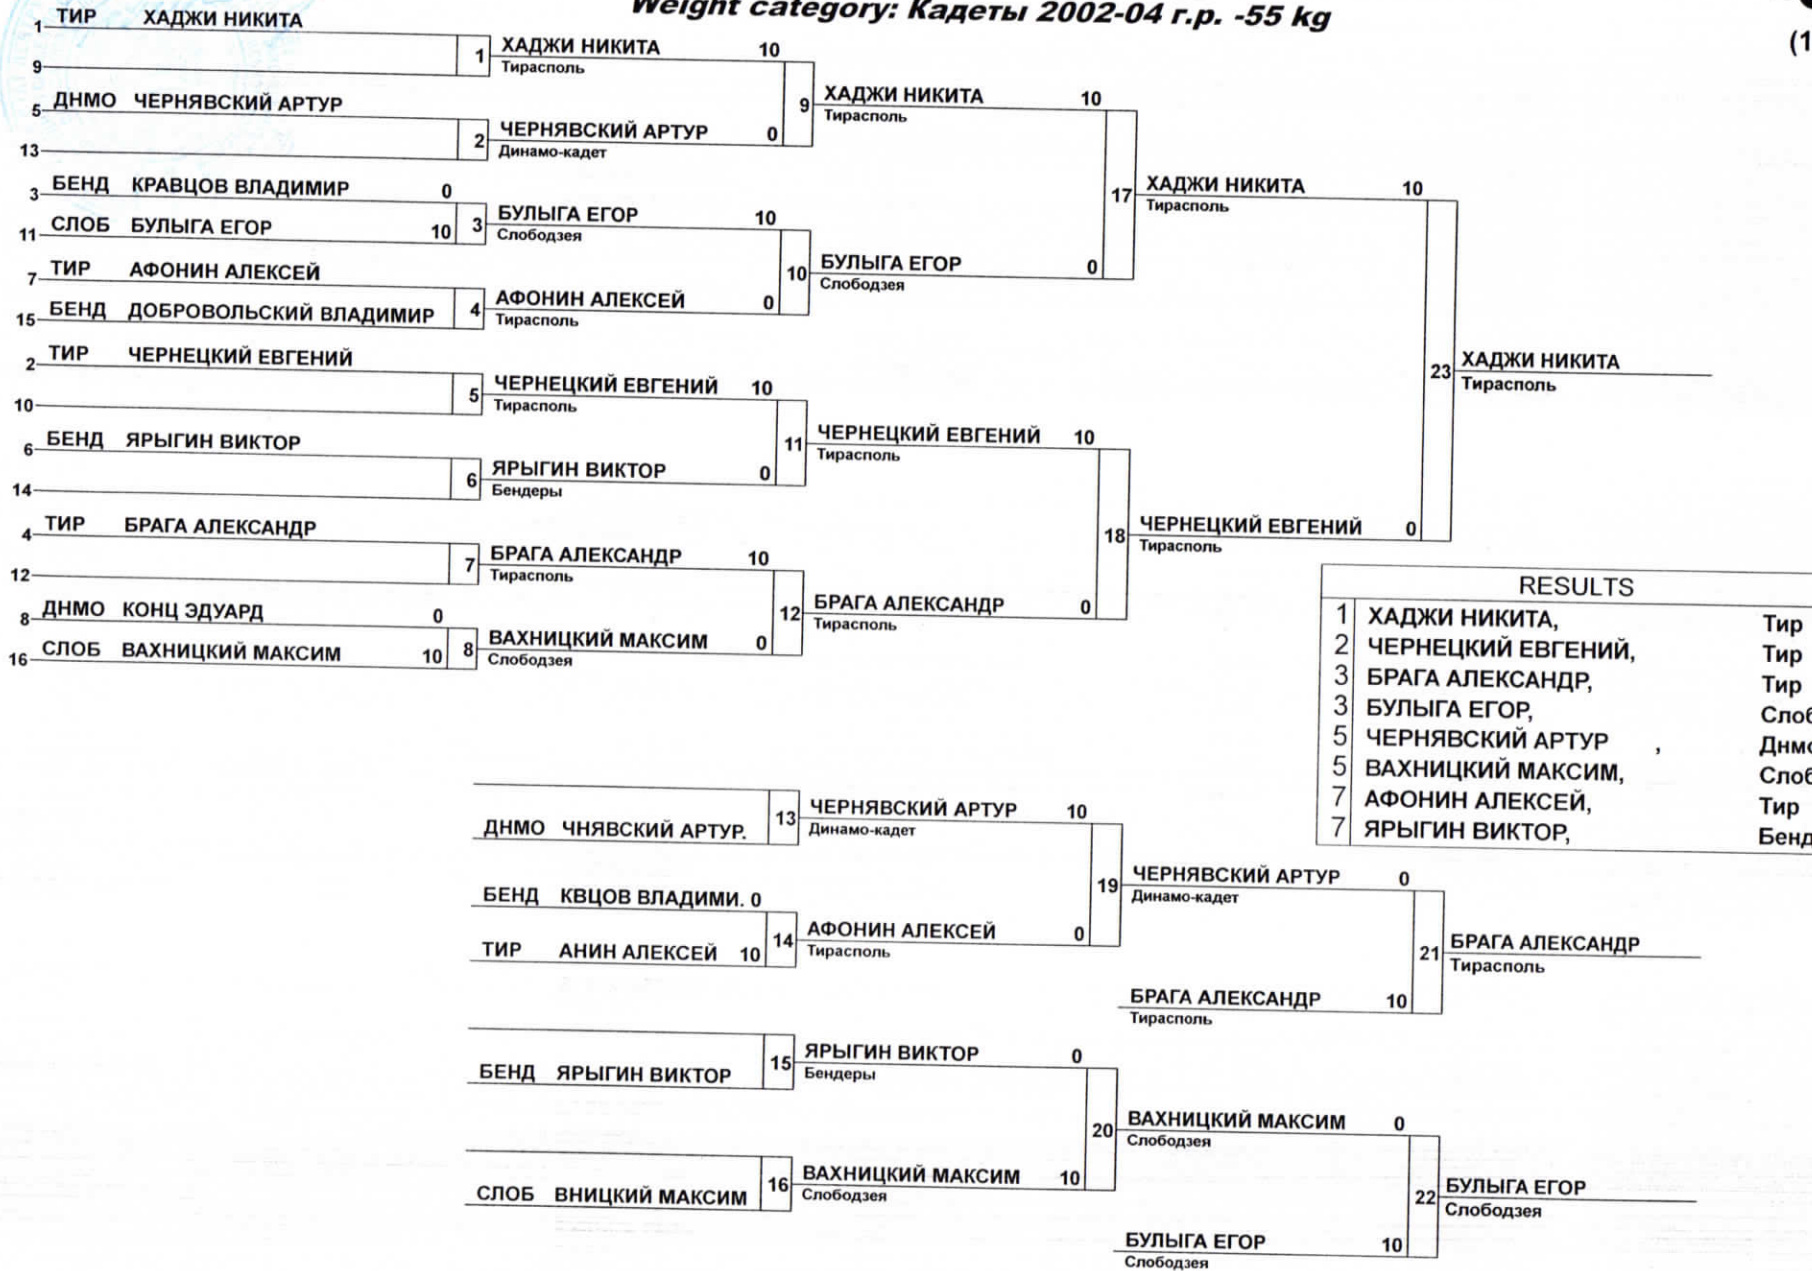 Weight category: Кадеты 2002-04 г.р. -55 kg
(1
1 ТИР ХАДЖИ НИКИТА
9
1 ХАДЖИ НИКИТА 10
Тирасполь
5 ДНМО ЧЕРНЯВСКИЙ АРТУР
13
2 ЧЕРНЯВСКИЙ АРТУР 0
Динамо-кадет
3 БЕНД КРАВЦОВ ВЛАДИМИР 0
11 СЛОБ БУЛЫГА ЕГОР 10
3 БУЛЫГА ЕГОР 10
Слободзея
7 ТИР АФОНИН АЛЕКСЕЙ
15 БЕНД ДОБРОВОЛЬСКИЙ ВЛАДИМИР
4 АФОНИН АЛЕКСЕЙ 0
Тирасполь
2 ТИР ЧЕРНЕЦКИЙ ЕВГЕНИЙ
10
5 ЧЕРНЕЦКИЙ ЕВГЕНИЙ 10
Тирасполь
6 БЕНД ЯРЫГИН ВИКТОР
14
6 ЯРЫГИН ВИКТОР 0
Бендеры
4 ТИР БРАГА АЛЕКСАНДР
12
7 БРАГА АЛЕКСАНДР 10
Тирасполь
8 ДНМО КОНЦ ЭДУАРД 0
16 СЛОБ ВАХНИЦКИЙ МАКСИМ 10
8 ВАХНИЦКИЙ МАКСИМ 0
Слободзея
9 ХАДЖИ НИКИТА 10
Тирасполь
10 БУЛЫГА ЕГОР 0
Слободзея
11 ЧЕРНЕЦКИЙ ЕВГЕНИЙ 10
Тирасполь
12 БРАГА АЛЕКСАНДР 0
Тирасполь
17 ХАДЖИ НИКИТА 10
Тирасполь
18 ЧЕРНЕЦКИЙ ЕВГЕНИЙ 0
Тирасполь
23 ХАДЖИ НИКИТА
Тирасполь
RESULTS
1 ХАДЖИ НИКИТА, Тир
2 ЧЕРНЕЦКИЙ ЕВГЕНИЙ, Тир
3 БРАГА АЛЕКСАНДР, Тир
3 БУЛЫГА ЕГОР, Слоб
5 ЧЕРНЯВСКИЙ АРТУР , Днмо
5 ВАХНИЦКИЙ МАКСИМ, Слоб
7 АФОНИН АЛЕКСЕЙ, Тир
7 ЯРЫГИН ВИКТОР, Бенд
ДНМО ЧНЯВСКИЙ АРТУР.
13 ЧЕРНЯВСКИЙ АРТУР 10
Динамо-кадет
БЕНД КВЦОВ ВЛАДИМИ. 0
ТИР АНИН АЛЕКСЕЙ 10
14 АФОНИН АЛЕКСЕЙ 0
Тирасполь
19 ЧЕРНЯВСКИЙ АРТУР 0
Динамо-кадет
БРАГА АЛЕКСАНДР 10
Тирасполь
21 БРАГА АЛЕКСАНДР
Тирасполь
БЕНД ЯРЫГИН ВИКТОР
15 ЯРЫГИН ВИКТОР 0
Бендеры
СЛОБ ВНИЦКИЙ МАКСИМ
16 ВАХНИЦКИЙ МАКСИМ 10
Слободзея
20 ВАХНИЦКИЙ МАКСИМ 0
Слободзея
БУЛЫГА ЕГОР 10
Слободзея
22 БУЛЫГА ЕГОР
Слободзея